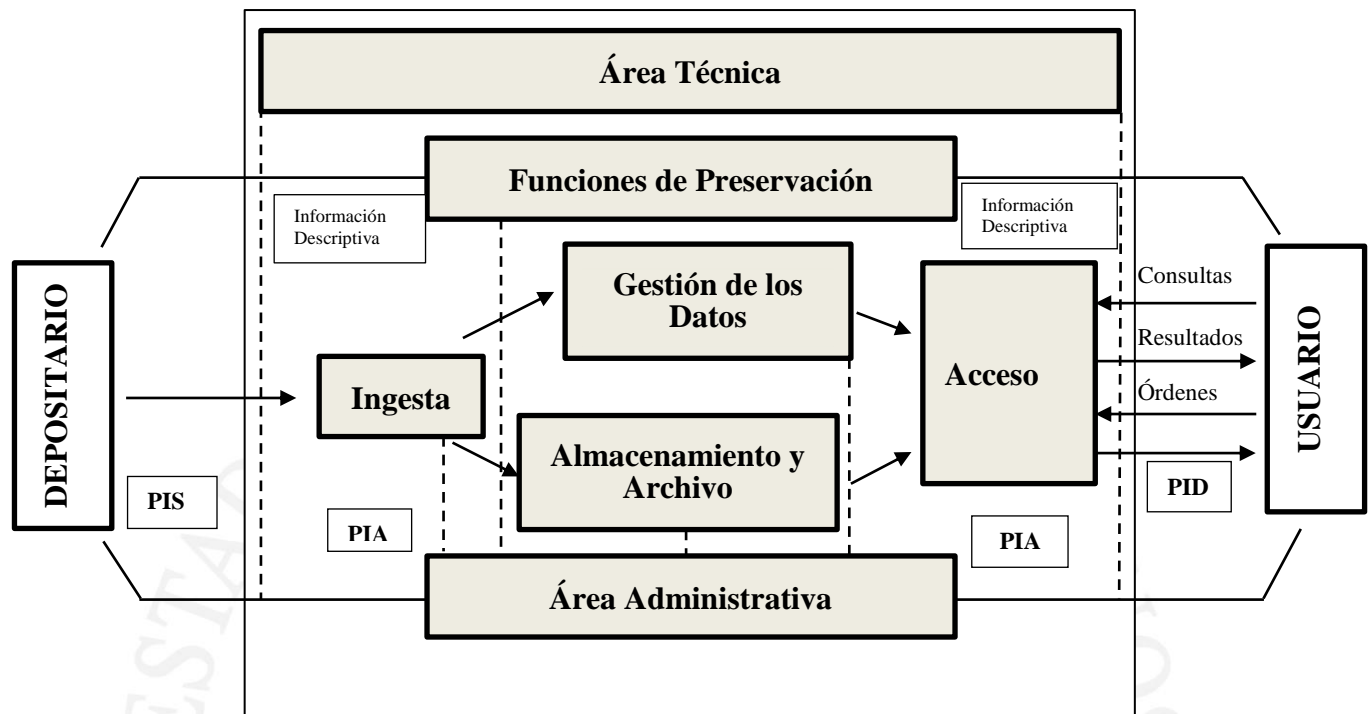 Área Técnica
Funciones de Preservación
Información
Descriptiva
Información
Descriptiva
DEPOSITARIO
Gestión de los
Datos
Consultas
Resultados
Acceso
Órdenes
USUARIO
Ingesta
Almacenamiento y
Archivo
PIS
PIA
PIA
PID
Área Administrativa